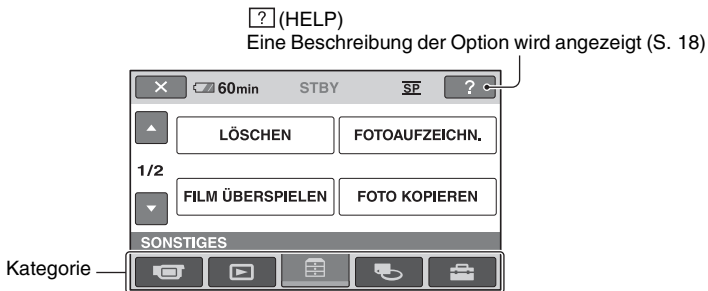 ? (HELP)
Eine Beschreibung der Option wird angezeigt (S. 18)
60min STBY SP ?
LÖSCHEN FOTOAUFZEICHN.
1/2
FILM ÜBERSPIELEN FOTO KOPIEREN
SONSTIGES
Kategorie